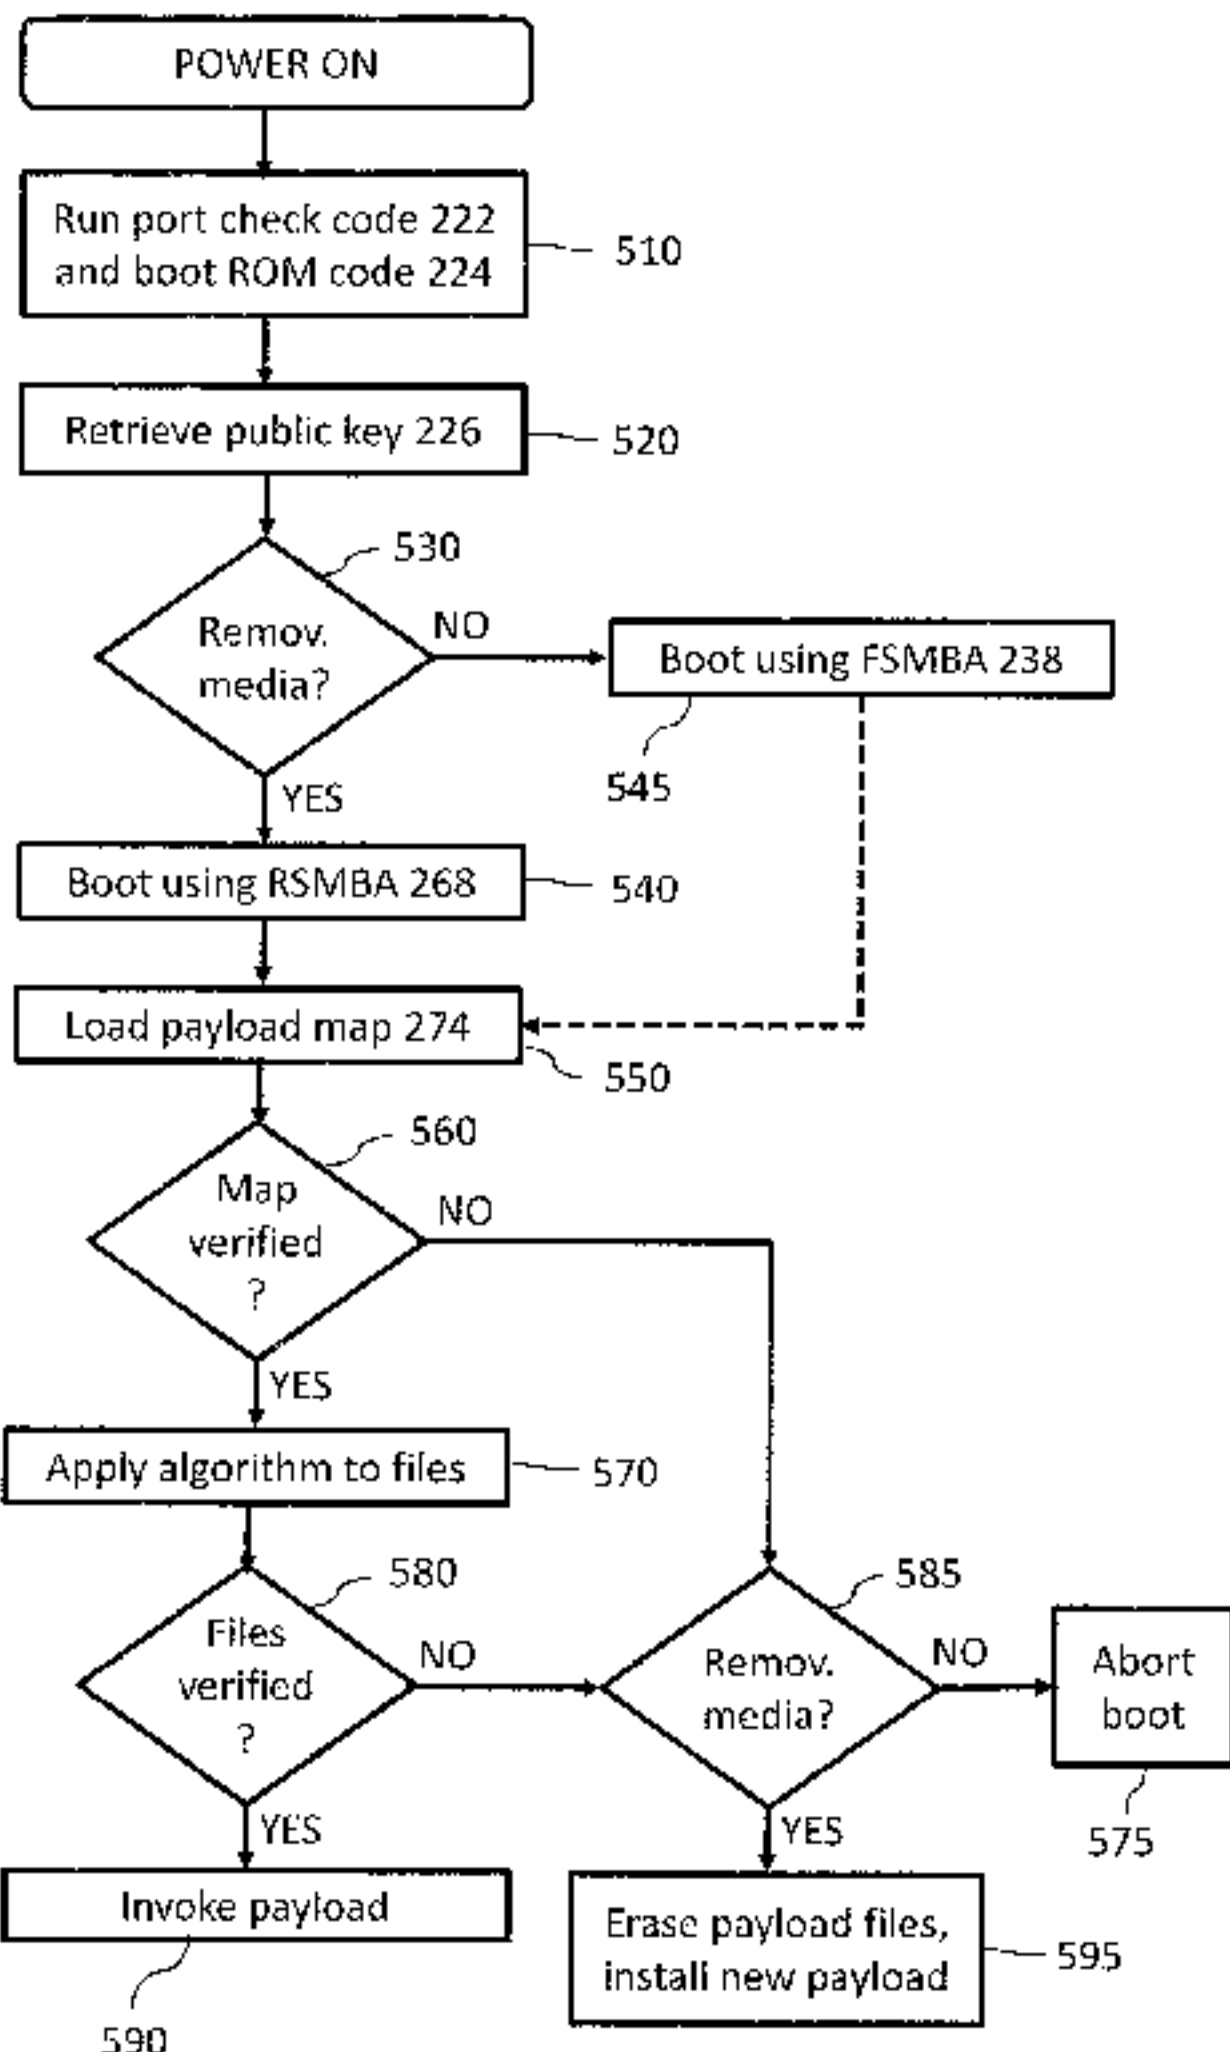 POWER ON
Run port check code 222
and boot ROM code 224
510
Retrieve public key 226
520
530
Remov.
media?
NO
Boot using FSMBA 238
545
YES
Boot using RSMBA 268
540
Load payload map 274
550
560
Map
verified
?
NO
YES
Apply algorithm to files
570
580
Files
verified
?
NO
585
Remov.
media?
NO
Abort
boot
575
YES
Invoke payload
590
YES
Erase payload files,
install new payload
595